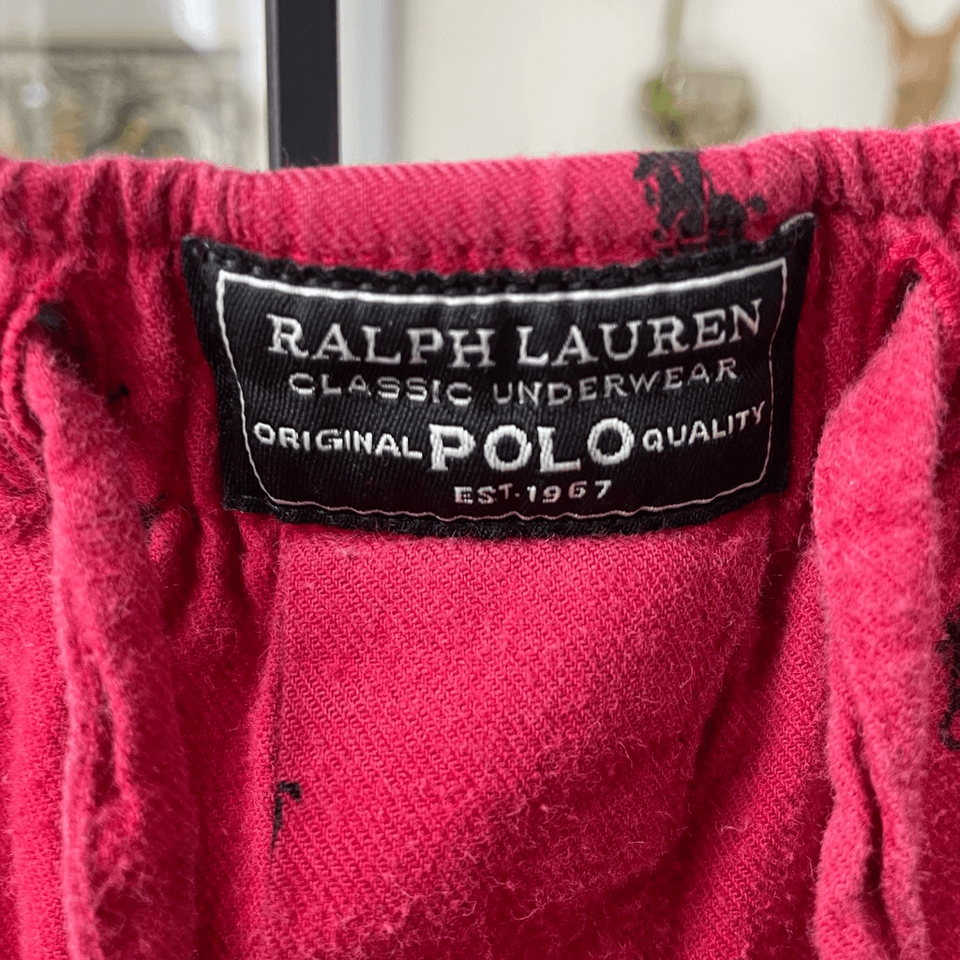 RALPH LAUREN
CLASSIC UNDERWEAR
ORIGINAL POLO QUALITY
EST·1967